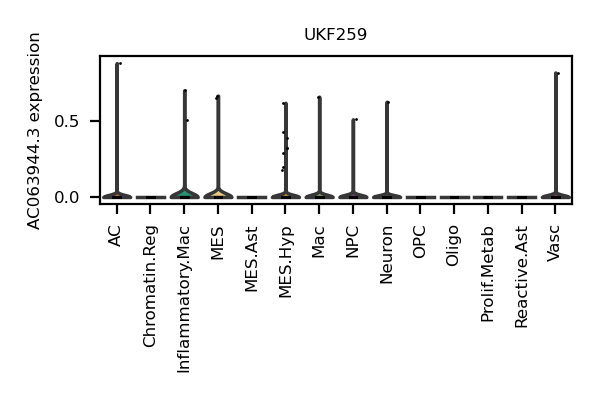 UKF259
AC063944.3 expression
0.5
0.0
AC
Chromatin.Reg
Inflammatory.Mac
MES
MES.Ast
MES.Hyp
Mac
NPC
Neuron
OPC
Oligo
Prolif.Metab
Reactive.Ast
Vasc